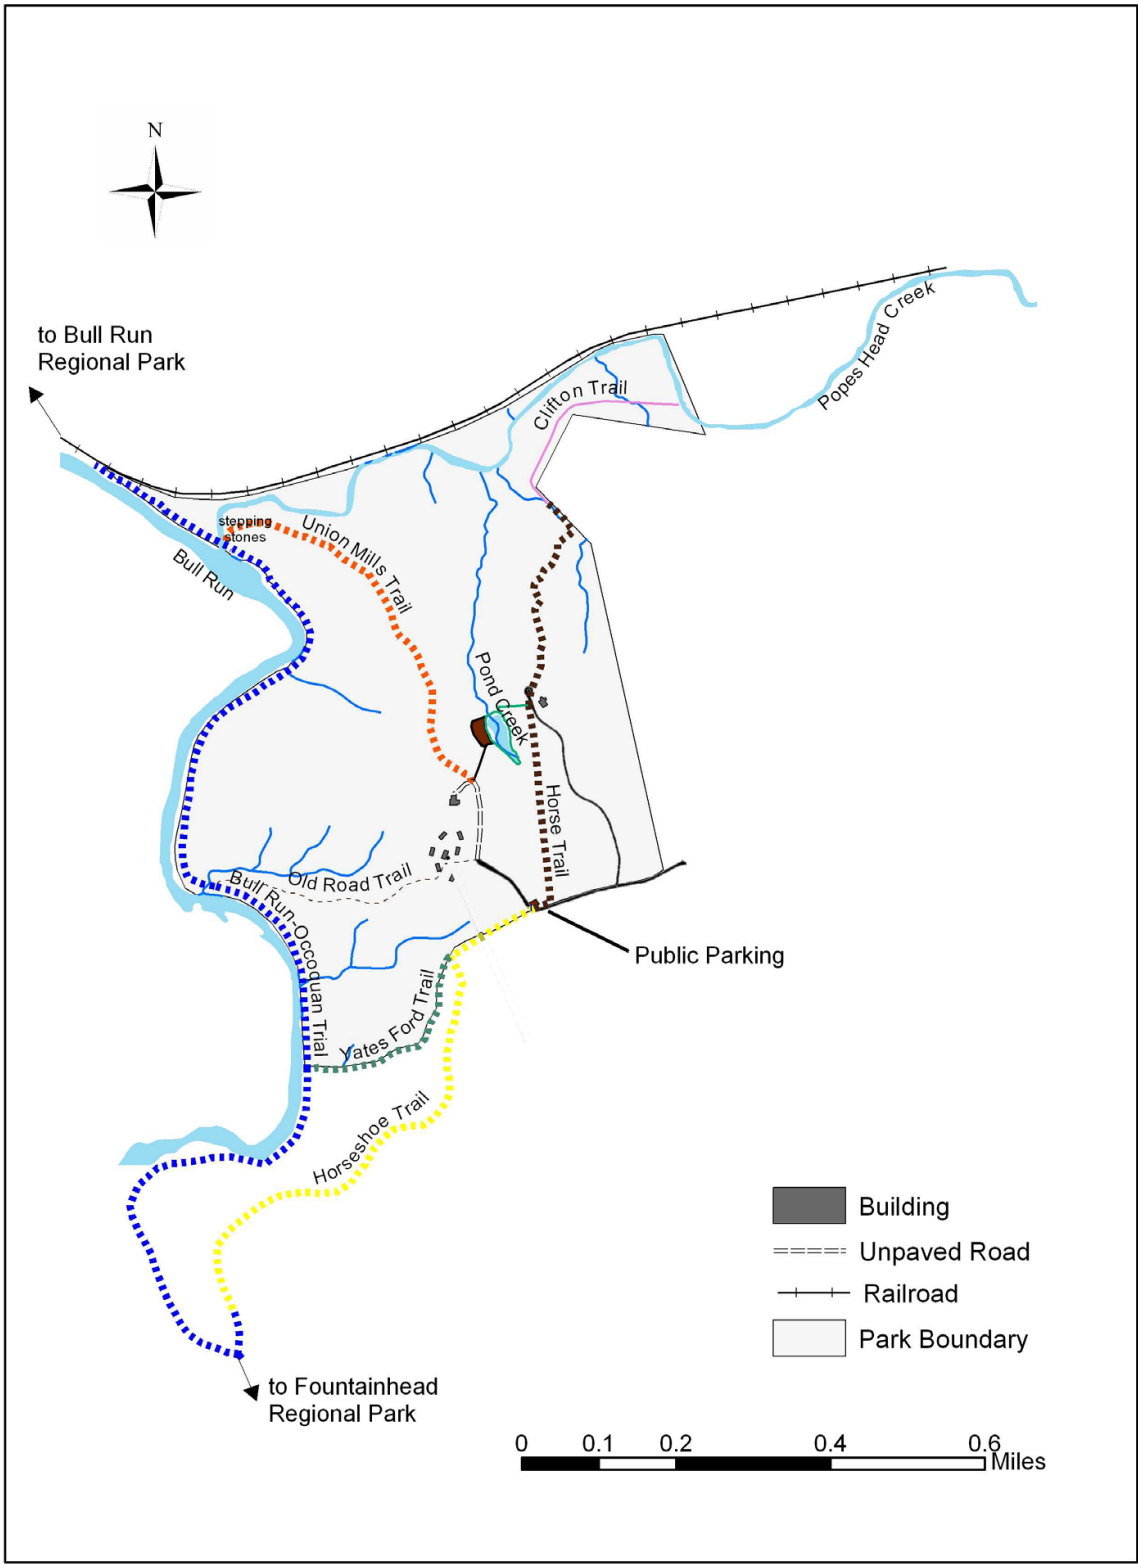 N
to Bull Run
Regional Park
Popes Head Creek
Clifton Trail
stepping
stones
Union Mills Trail
Bull Run
Pond Creek
Horse Trail
Old Road Trail
Bull Run-Occoquan Trial
Public Parking
Yates Ford Trail
Horseshoe Trail
Building
Unpaved Road
Railroad
Park Boundary
to Fountainhead
Regional Park
0 0.1 0.2 0.4 0.6
Miles